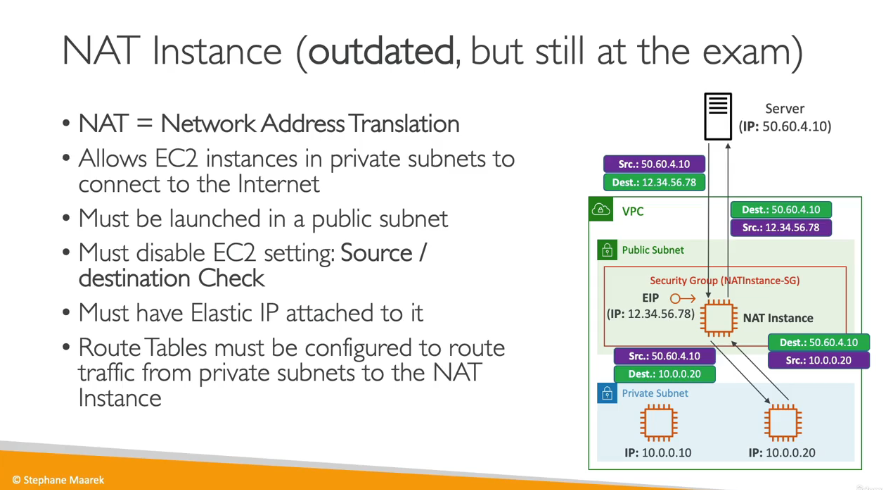 NAT Instance (outdated, but still at the exam)
• NAT = Network Address Translation
• Allows EC2 instances in private subnets to
connect to the Internet
• Must be launched in a public subnet
• Must disable EC2 setting: Source /
destination Check
• Must have Elastic IP attached to it
• Route Tables must be configured to route
traffic from private subnets to the NAT
Instance
Server
(IP: 50.60.4.10)
Src.: 50.60.4.10
Dest.: 12.34.56.78
Dest.: 50.60.4.10
Src.: 12.34.56.78
VPC
Public Subnet
Security Group (NATInstance-SG)
EIP
(IP: 12.34.56.78)
NAT Instance
Dest.: 50.60.4.10
Src.: 10.0.0.20
Src.: 50.60.4.10
Dest.: 10.0.0.20
Private Subnet
IP: 10.0.0.10
IP: 10.0.0.20
© Stephane Maarek